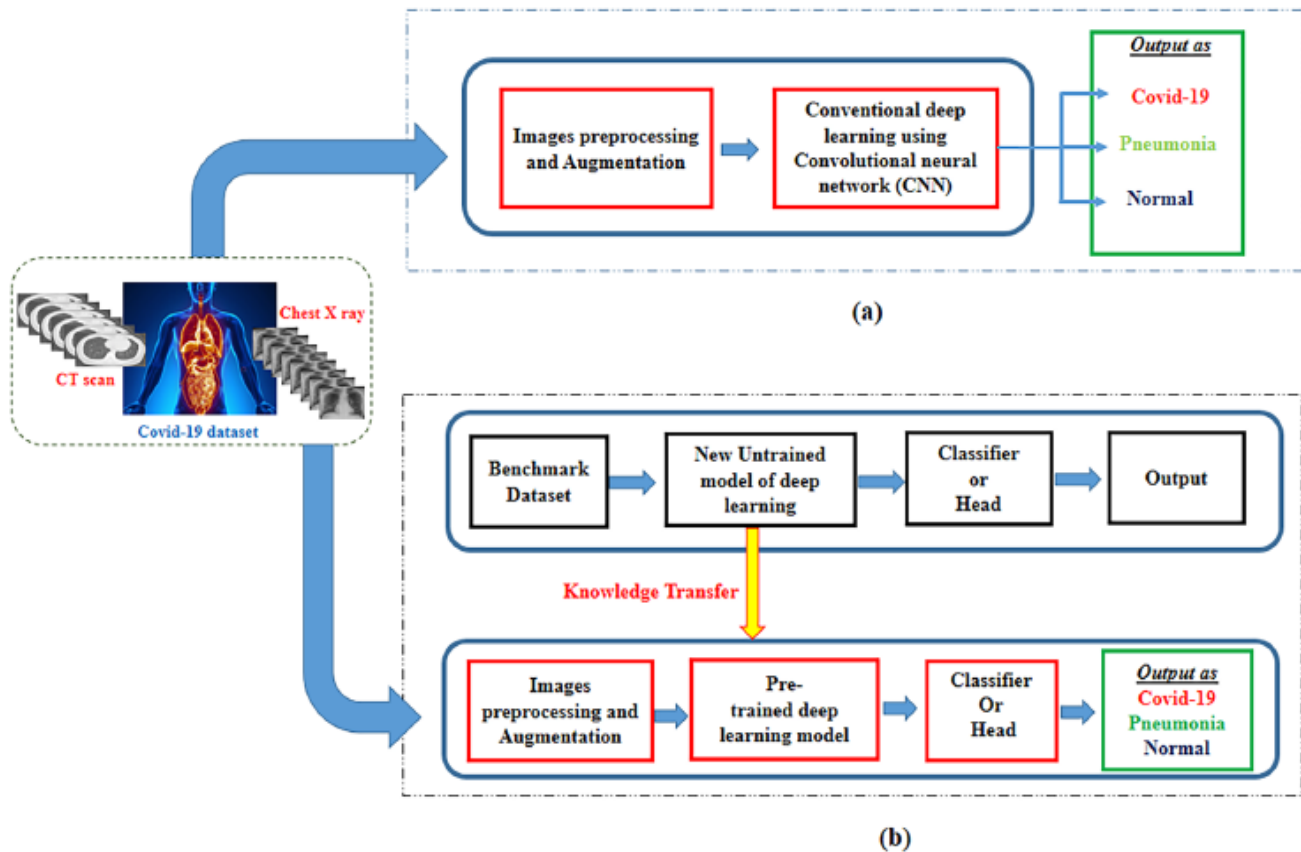 Output as
Covid-19
Pneumonia
Normal
Images preprocessing
and Augmentation
Conventional deep
learning using
Convolutional neural
network (CNN)
(a)
Chest X ray
CT scan
Covid-19 dataset
Benchmark
Dataset
New Untrained
model of deep
learning
Classifier
or
Head
Output
Knowledge Transfer
Images
preprocessing and
Augmentation
Pre-
trained deep
learning model
Classifier
Or
Head
Output as
Covid-19
Pneumonia
Normal
(b)